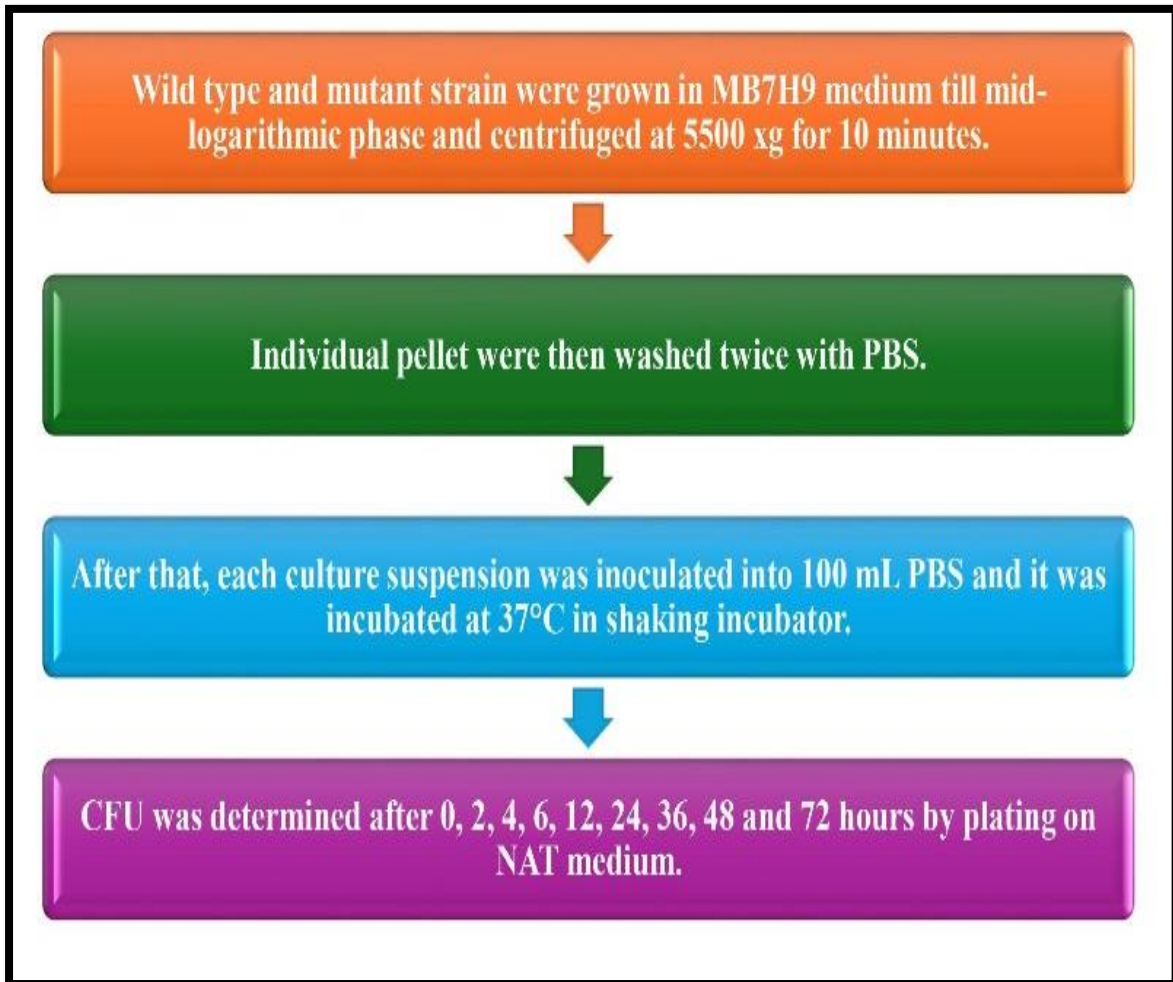 Wild type and mutant strain were grown in MB7H9 medium till mid-
logarithmic phase and centrifuged at 5500 xg for 10 minutes.
Individual pellet were then washed twice with PBS.
After that, each culture suspension was inoculated into 100 mL PBS and it was
incubated at 37°C in shaking incubator.
CFU was determined after 0, 2, 4, 6, 12, 24, 36, 48 and 72 hours by plating on
NAT medium.